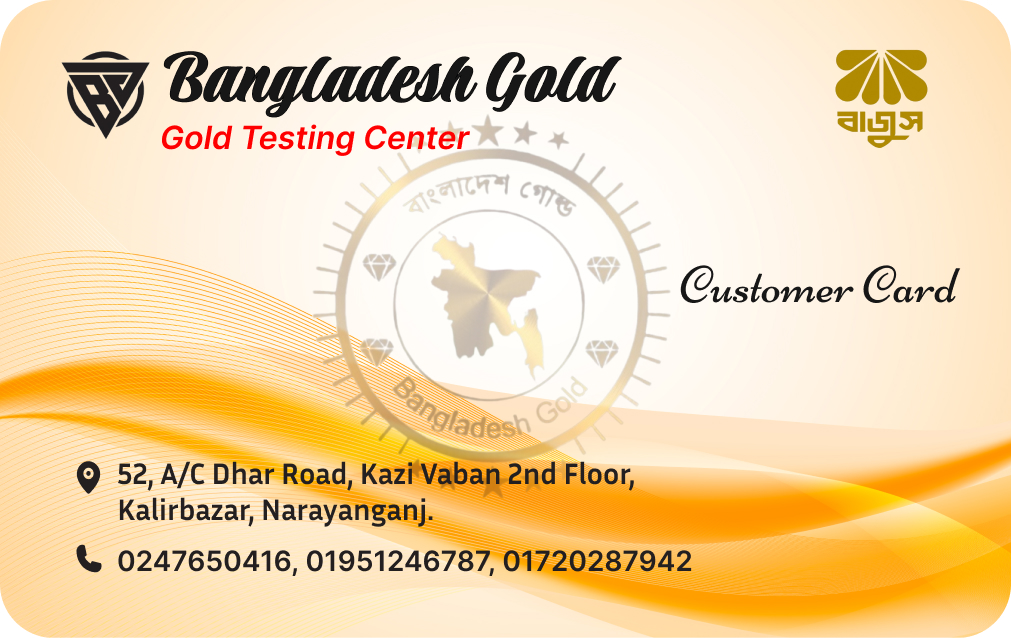 Bangladesh Gold
Gold Testing Center
বাজুস
বাংলাদেশ গোল্ড
Customer Card
Bangladesh Gold
52, A/C Dhar Road, Kazi Vaban 2nd Floor,
Kalirbazar, Narayanganj.
0247650416, 01951246787, 01720287942